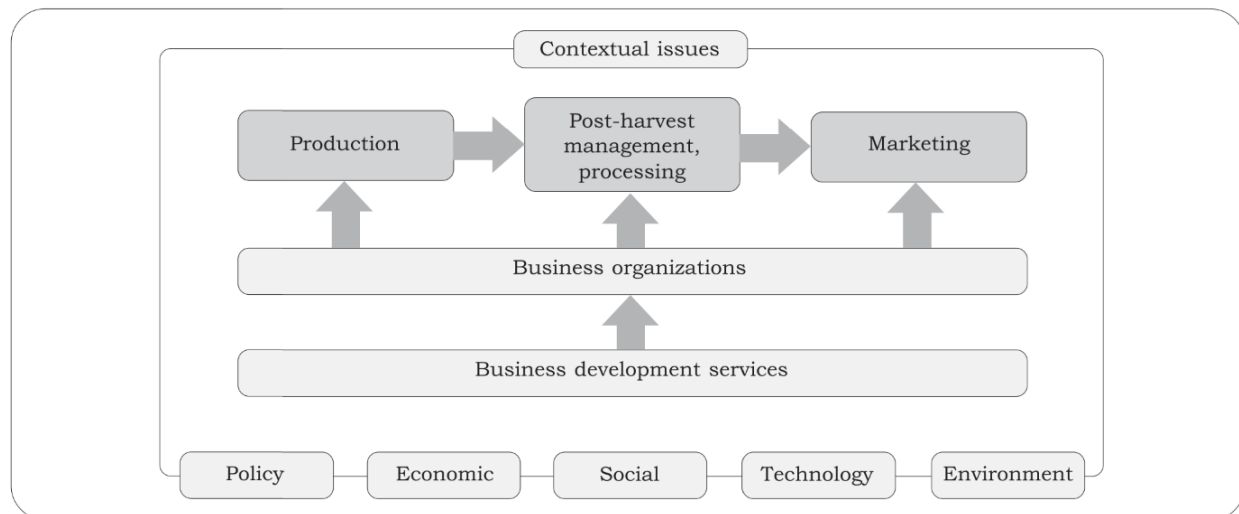 Contextual issues
Production
Post-harvest
management,
processing
Marketing
Business organizations
Business development services
Policy
Economic
Social
Technology
Environment